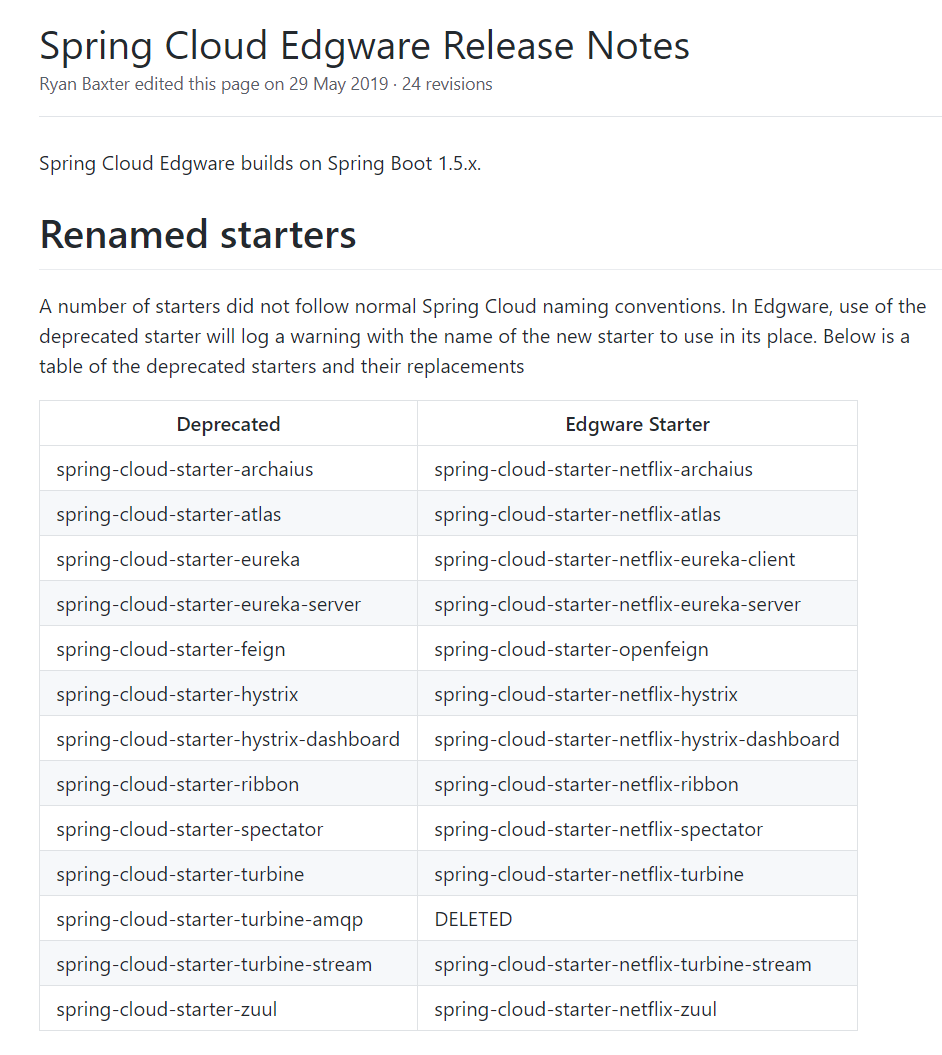 Spring Cloud Edgware Release Notes
Ryan Baxter edited this page on 29 May 2019 · 24 revisions
Spring Cloud Edgware builds on Spring Boot 1.5.x.
Renamed starters
A number of starters did not follow normal Spring Cloud naming conventions. In Edgware, use of the
deprecated starter will log a warning with the name of the new starter to use in its place. Below is a
table of the deprecated starters and their replacements
Deprecated Edgware Starter
spring-cloud-starter-archaius spring-cloud-starter-netflix-archaius
spring-cloud-starter-atlas spring-cloud-starter-netflix-atlas
spring-cloud-starter-eureka spring-cloud-starter-netflix-eureka-client
spring-cloud-starter-eureka-server spring-cloud-starter-netflix-eureka-server
spring-cloud-starter-feign spring-cloud-starter-openfeign
spring-cloud-starter-hystrix spring-cloud-starter-netflix-hystrix
spring-cloud-starter-hystrix-dashboard spring-cloud-starter-netflix-hystrix-dashboard
spring-cloud-starter-ribbon spring-cloud-starter-netflix-ribbon
spring-cloud-starter-spectator spring-cloud-starter-netflix-spectator
spring-cloud-starter-turbine spring-cloud-starter-netflix-turbine
spring-cloud-starter-turbine-amqp DELETED
spring-cloud-starter-turbine-stream spring-cloud-starter-netflix-turbine-stream
spring-cloud-starter-zuul spring-cloud-starter-netflix-zuul